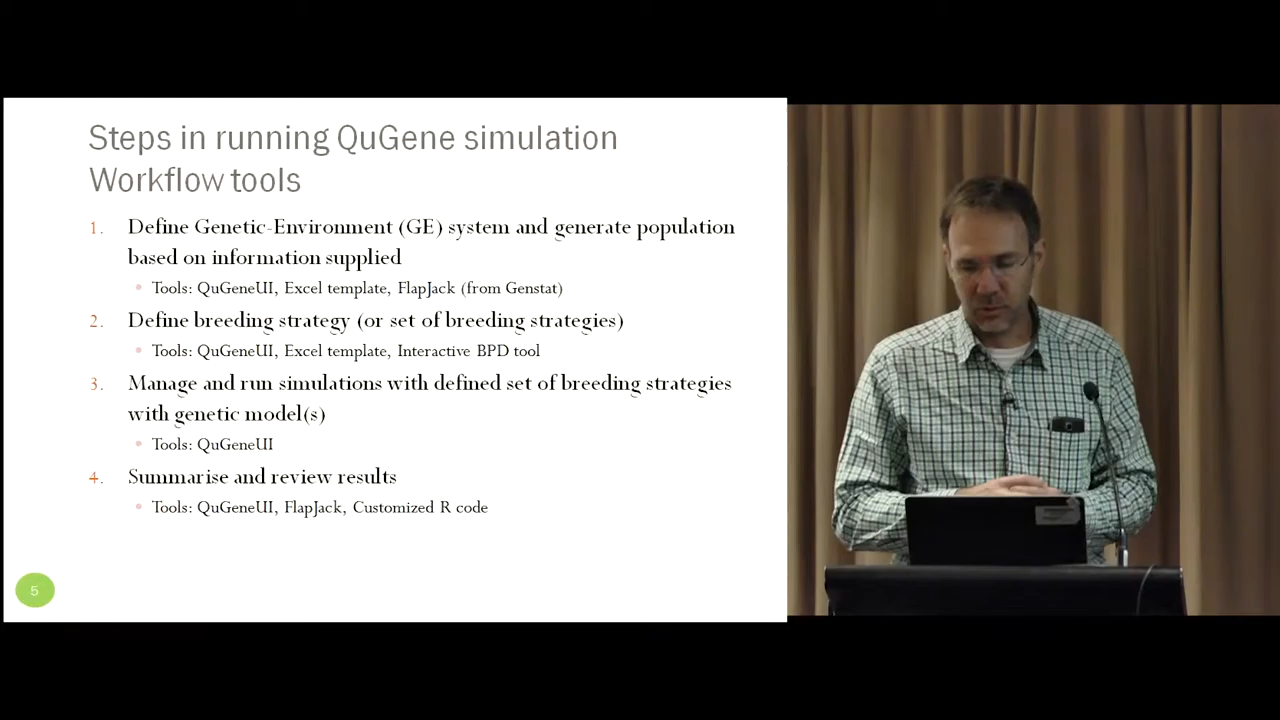 Steps in running QuGene simulation
Workflow tools
1. Define Genetic-Environment (GE) system and generate population
based on information supplied
• Tools: QuGeneUI, Excel template, FlapJack (from Genstat)
2. Define breeding strategy (or set of breeding strategies)
• Tools: QuGeneUI, Excel template, Interactive BPD tool
3. Manage and run simulations with defined set of breeding strategies
with genetic model(s)
• Tools: QuGeneUI
4. Summarise and review results
• Tools: QuGeneUI, FlapJack, Customized R code
5